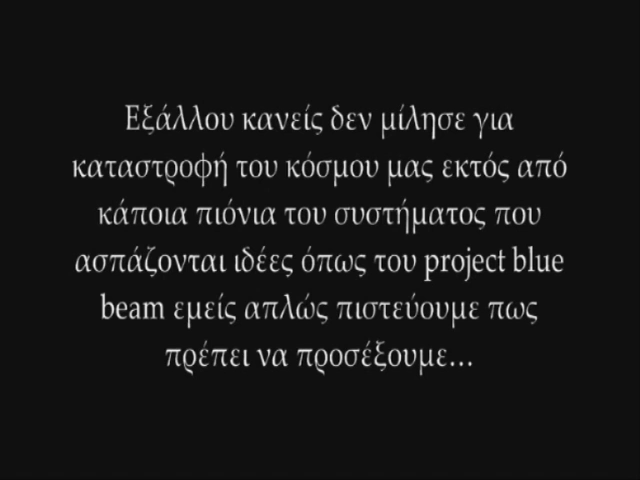 Εξάλλου κανείς δεν μίλησε για
καταστροφή του κόσμου μας εκτός από
κάποια πιόνια του συστήματος που
ασπάζονται ιδέες όπως του project blue
beam εμείς απλώς πιστεύουμε πως
πρέπει να προσέξουμε...